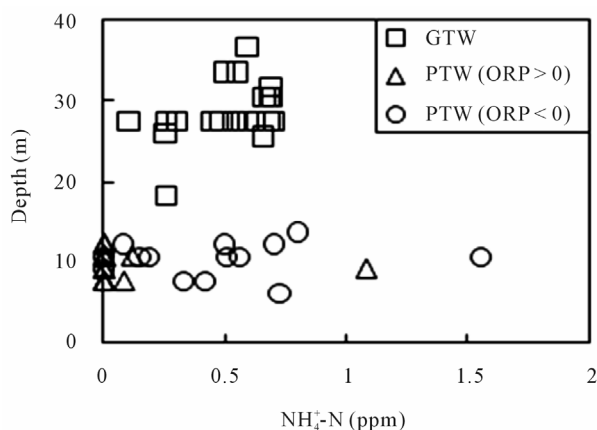 40
30
20
10
0
Depth (m)
GTW
PTW (ORP > 0)
PTW (ORP < 0)
0 0.5 1 1.5 2
NH₄⁺-N (ppm)